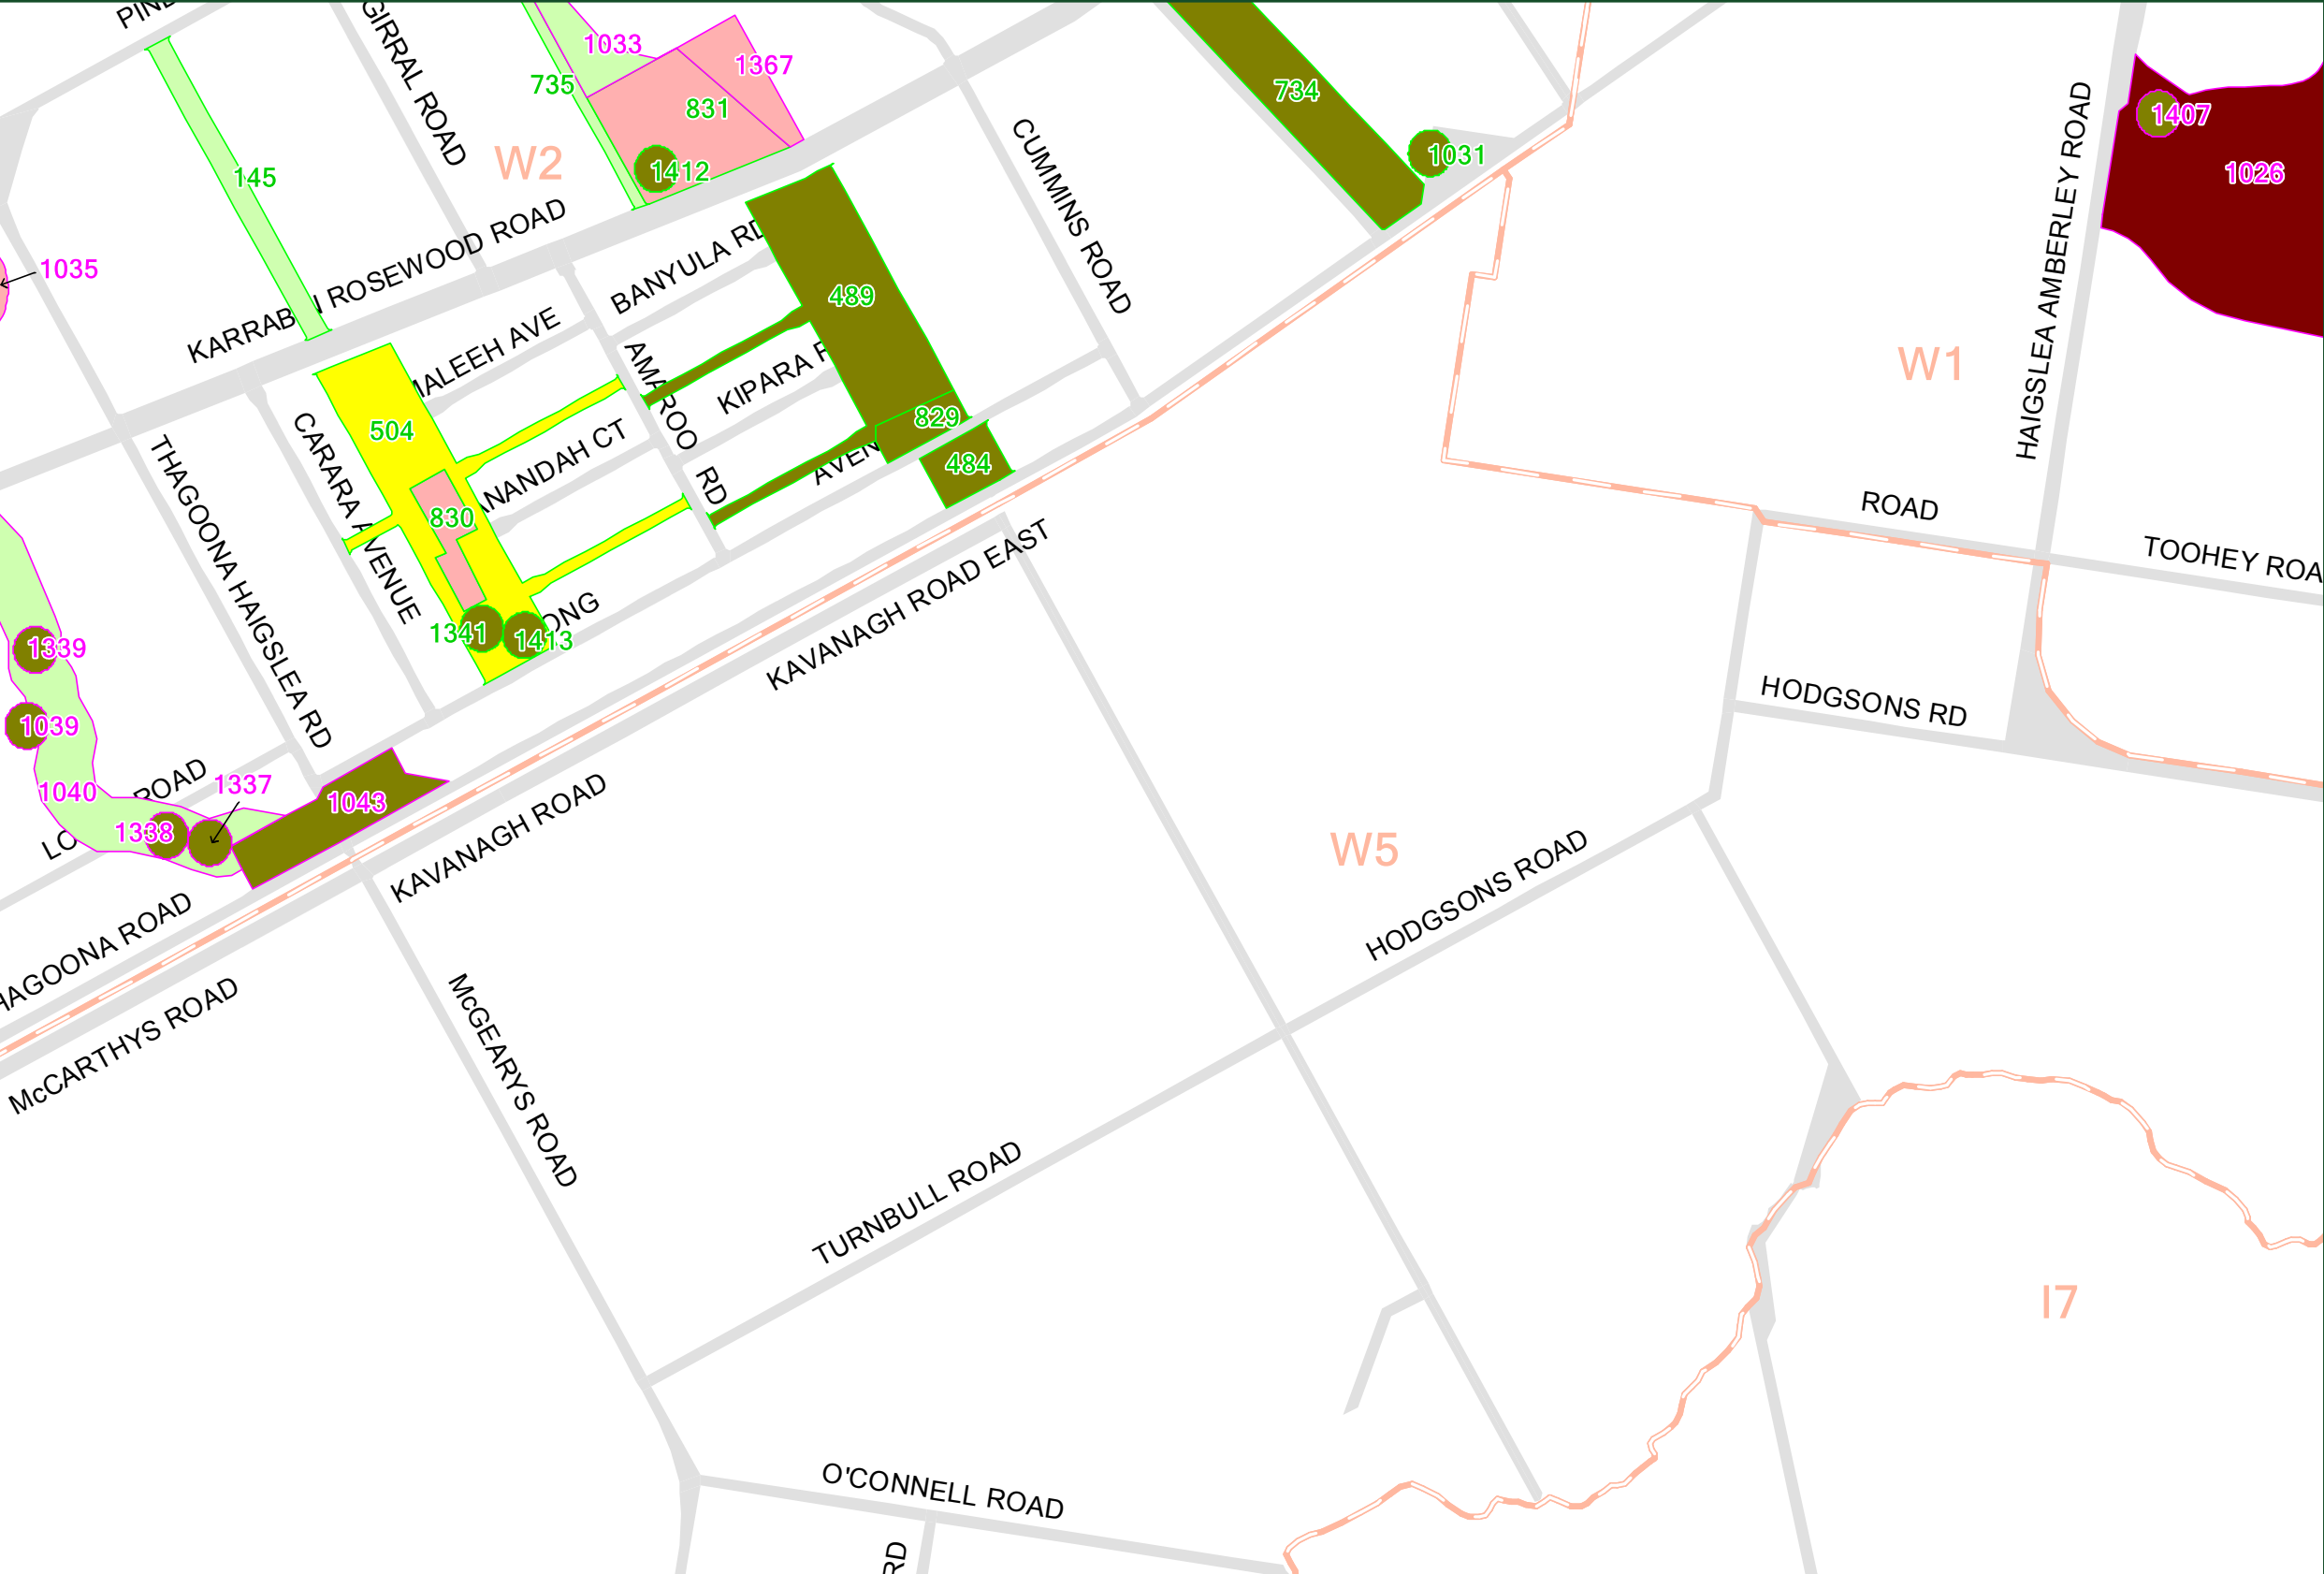 PINE
GIRRAL ROAD
1033
1367
735
831
734
1407
1031
1026
145
W2
1412
CUMMINS ROAD
HAIGSLEA AMBERLEY ROAD
1035
KARRAB
N ROSEWOOD ROAD
BANYULA RD
489
W1
MALEEH AVE
AMAROO RD
KIPARA R
504
829
CARARA AVENUE
ANANDAH CT
AVEN
484
THAGOONA HAIGSLEA RD
830
ROAD
TOOHEY ROA
KAVANAGH ROAD EAST
1341
1413
ONG
1339
HODGSONS RD
1039
1040
ROAD
1337
1043
LO
1338
KAVANAGH ROAD
W5
HODGSONS ROAD
HAGOONA ROAD
McCARTHYS ROAD
McGEARYS ROAD
TURNBULL ROAD
I7
O'CONNELL ROAD
RD